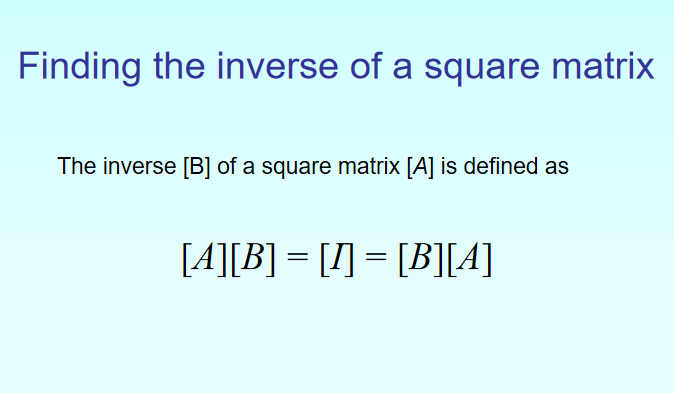 Finding the inverse of a square matrix
The inverse [B] of a square matrix [A] is defined as
[A][B] = [I] = [B][A]